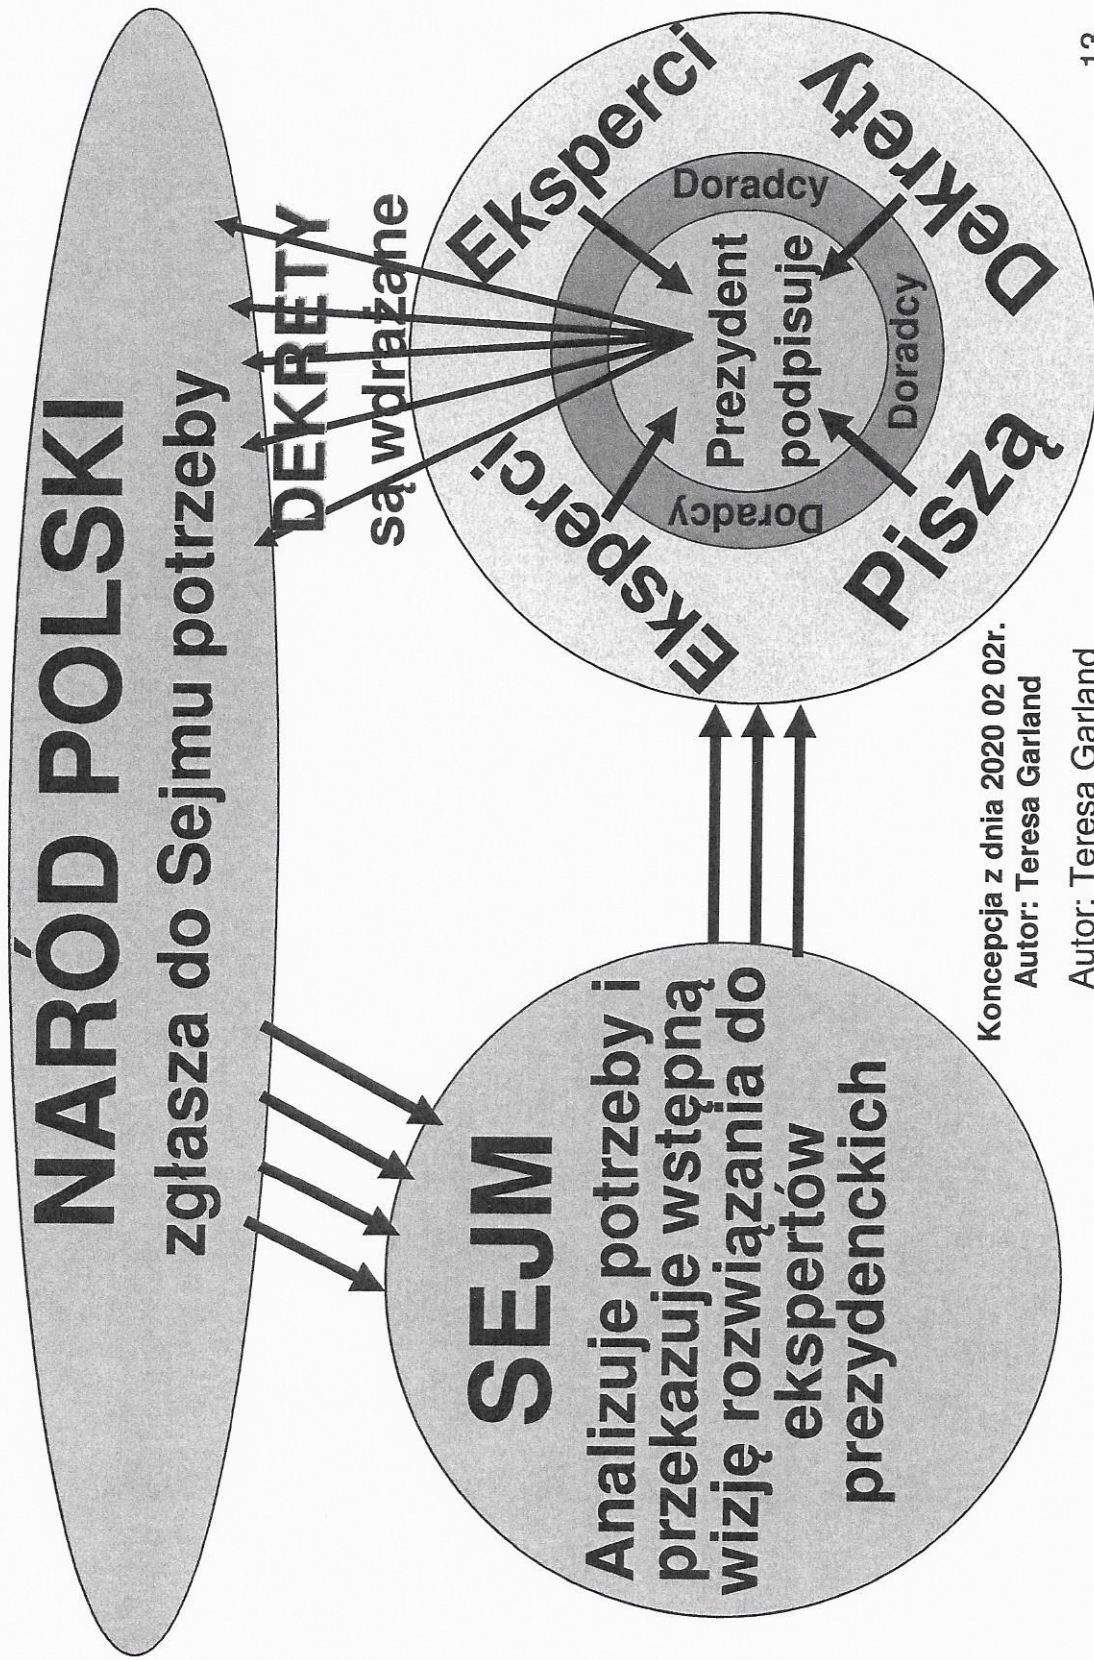 NARÓD POLSKI
zgłasza do Sejmu potrzeby
SEJM
Analizuje potrzeby i
przekazuje wstępną
wizję rozwiązania do
ekspertów
prezydenckich
DEKRETY
są wdrażane
Eksperci
Eksperci
Piszą
Dekrety
Doradcy
Doradcy
Doradcy
Prezydent
podpisuje
Koncepcja z dnia 2020 02 02r.
Autor: Teresa Garland
Autor: Teresa Garland
13